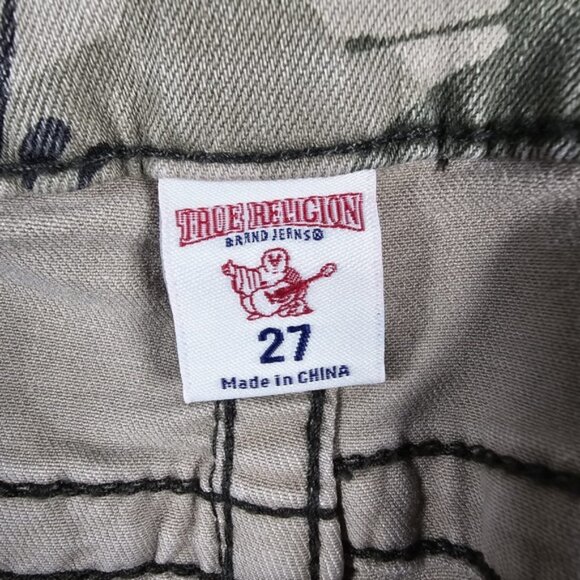 TRUE RELIGION
BRAND JEANS®
27
Made in CHINA